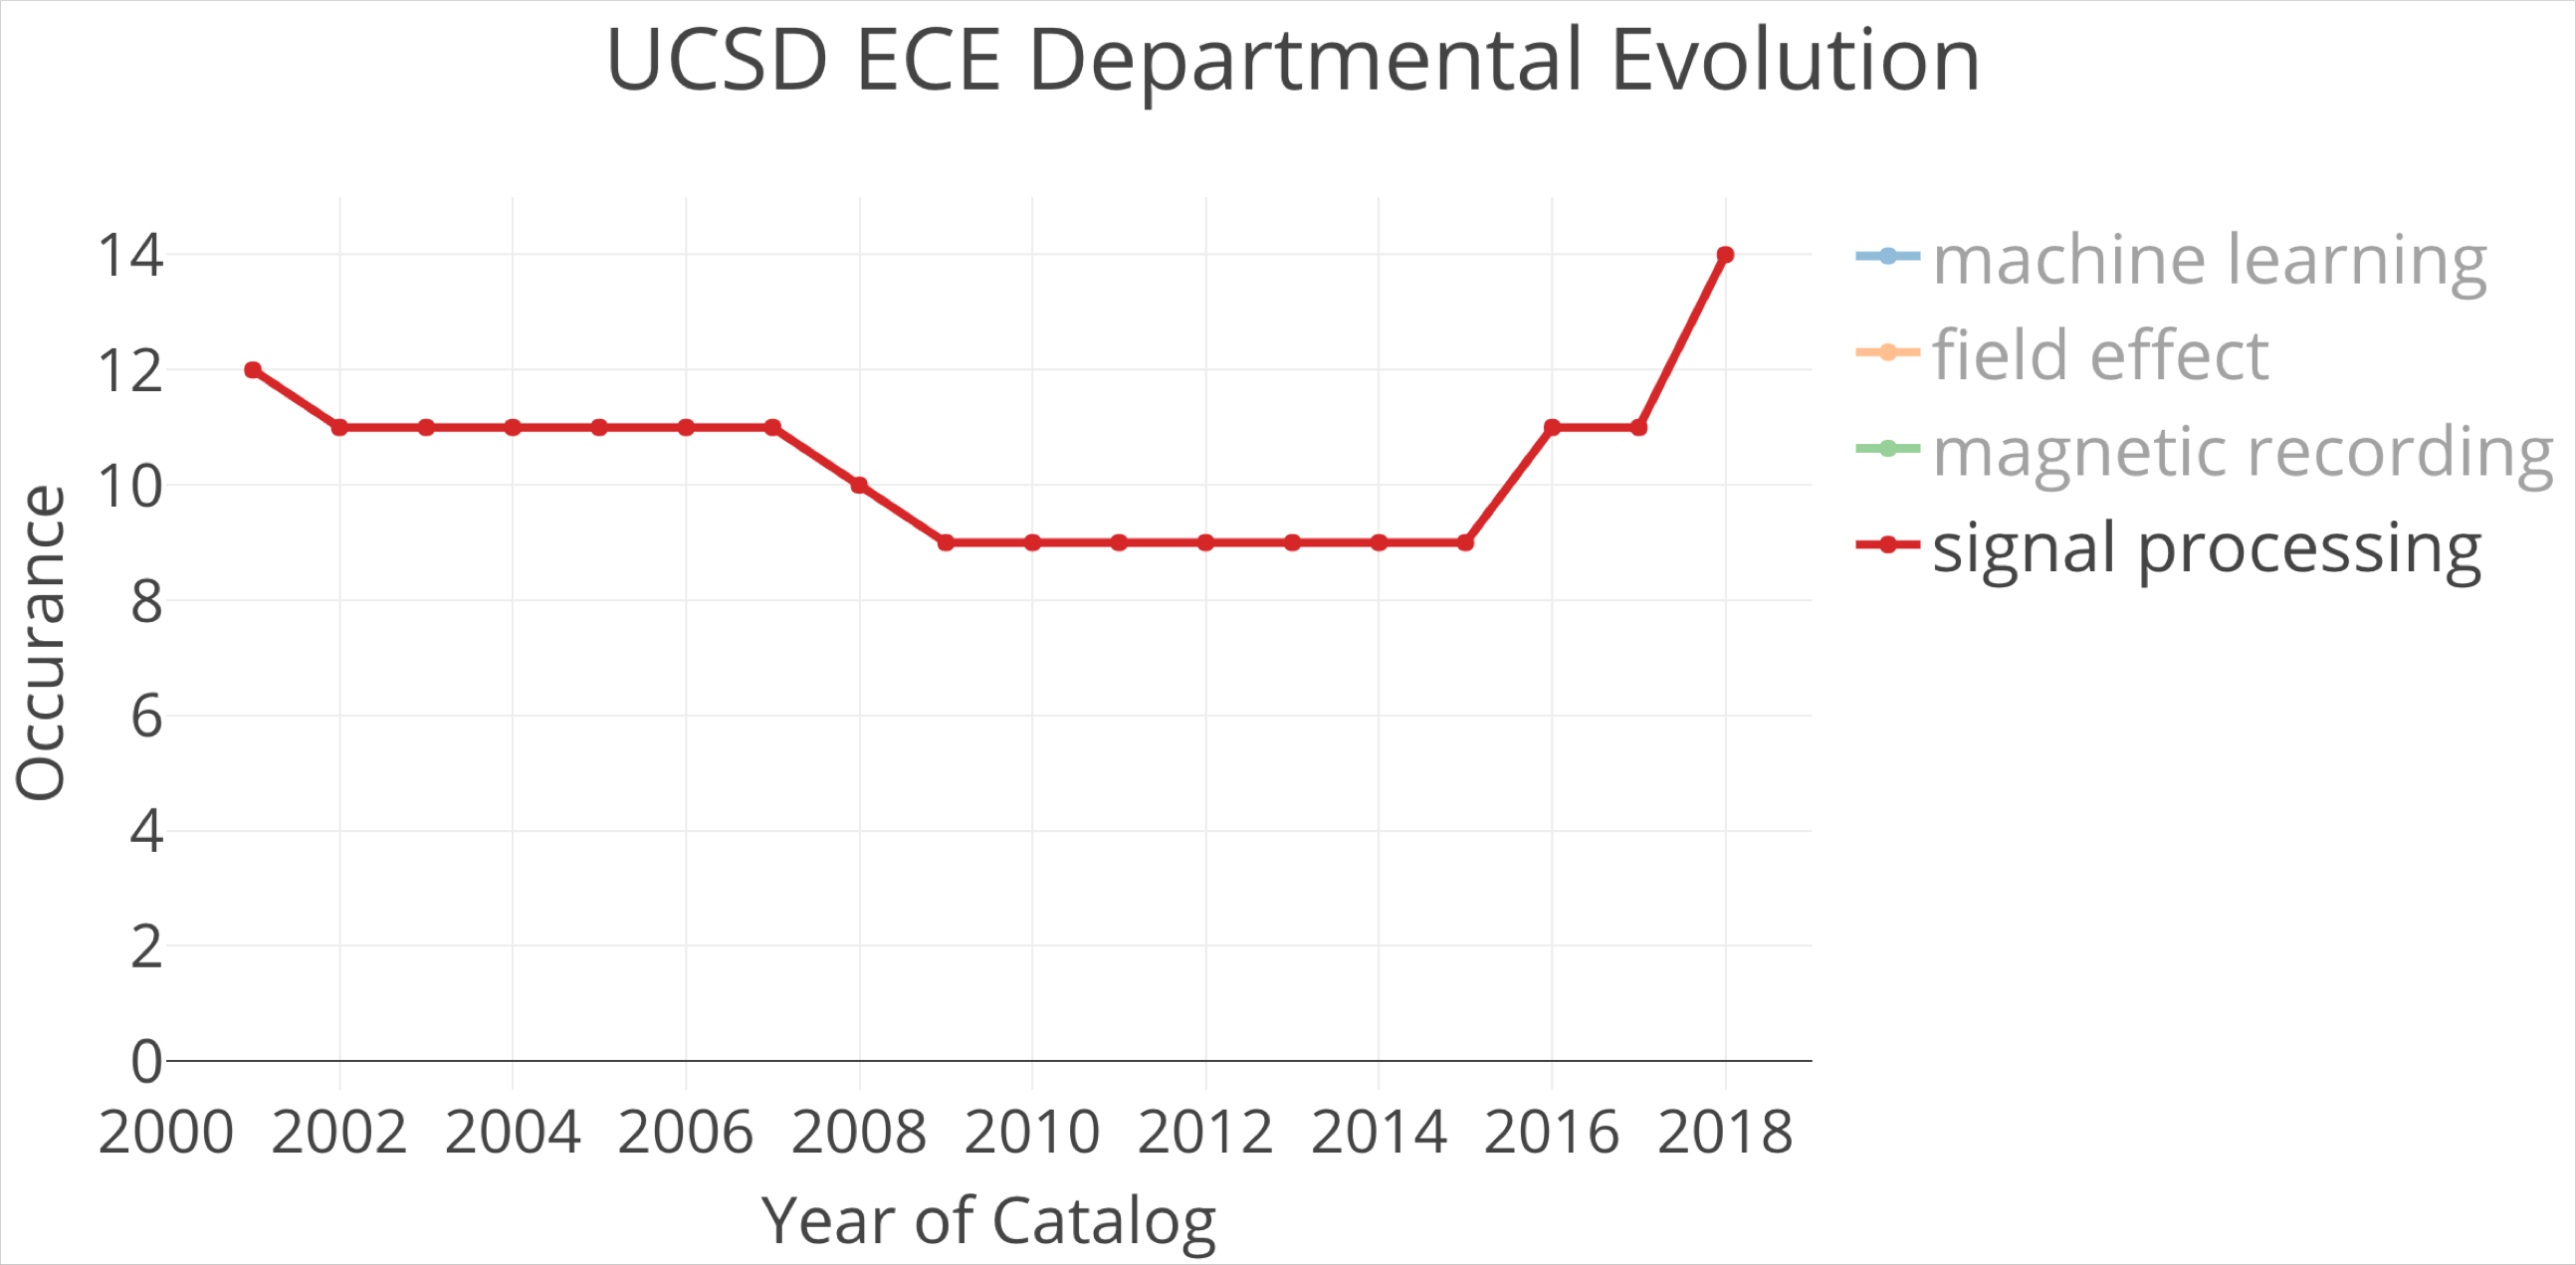 UCSD ECE Departmental Evolution
14
12
10
8
6
4
2
0
Occurance
2000 2002 2004 2006 2008 2010 2012 2014 2016 2018
Year of Catalog
machine learning
field effect
magnetic recording
signal processing